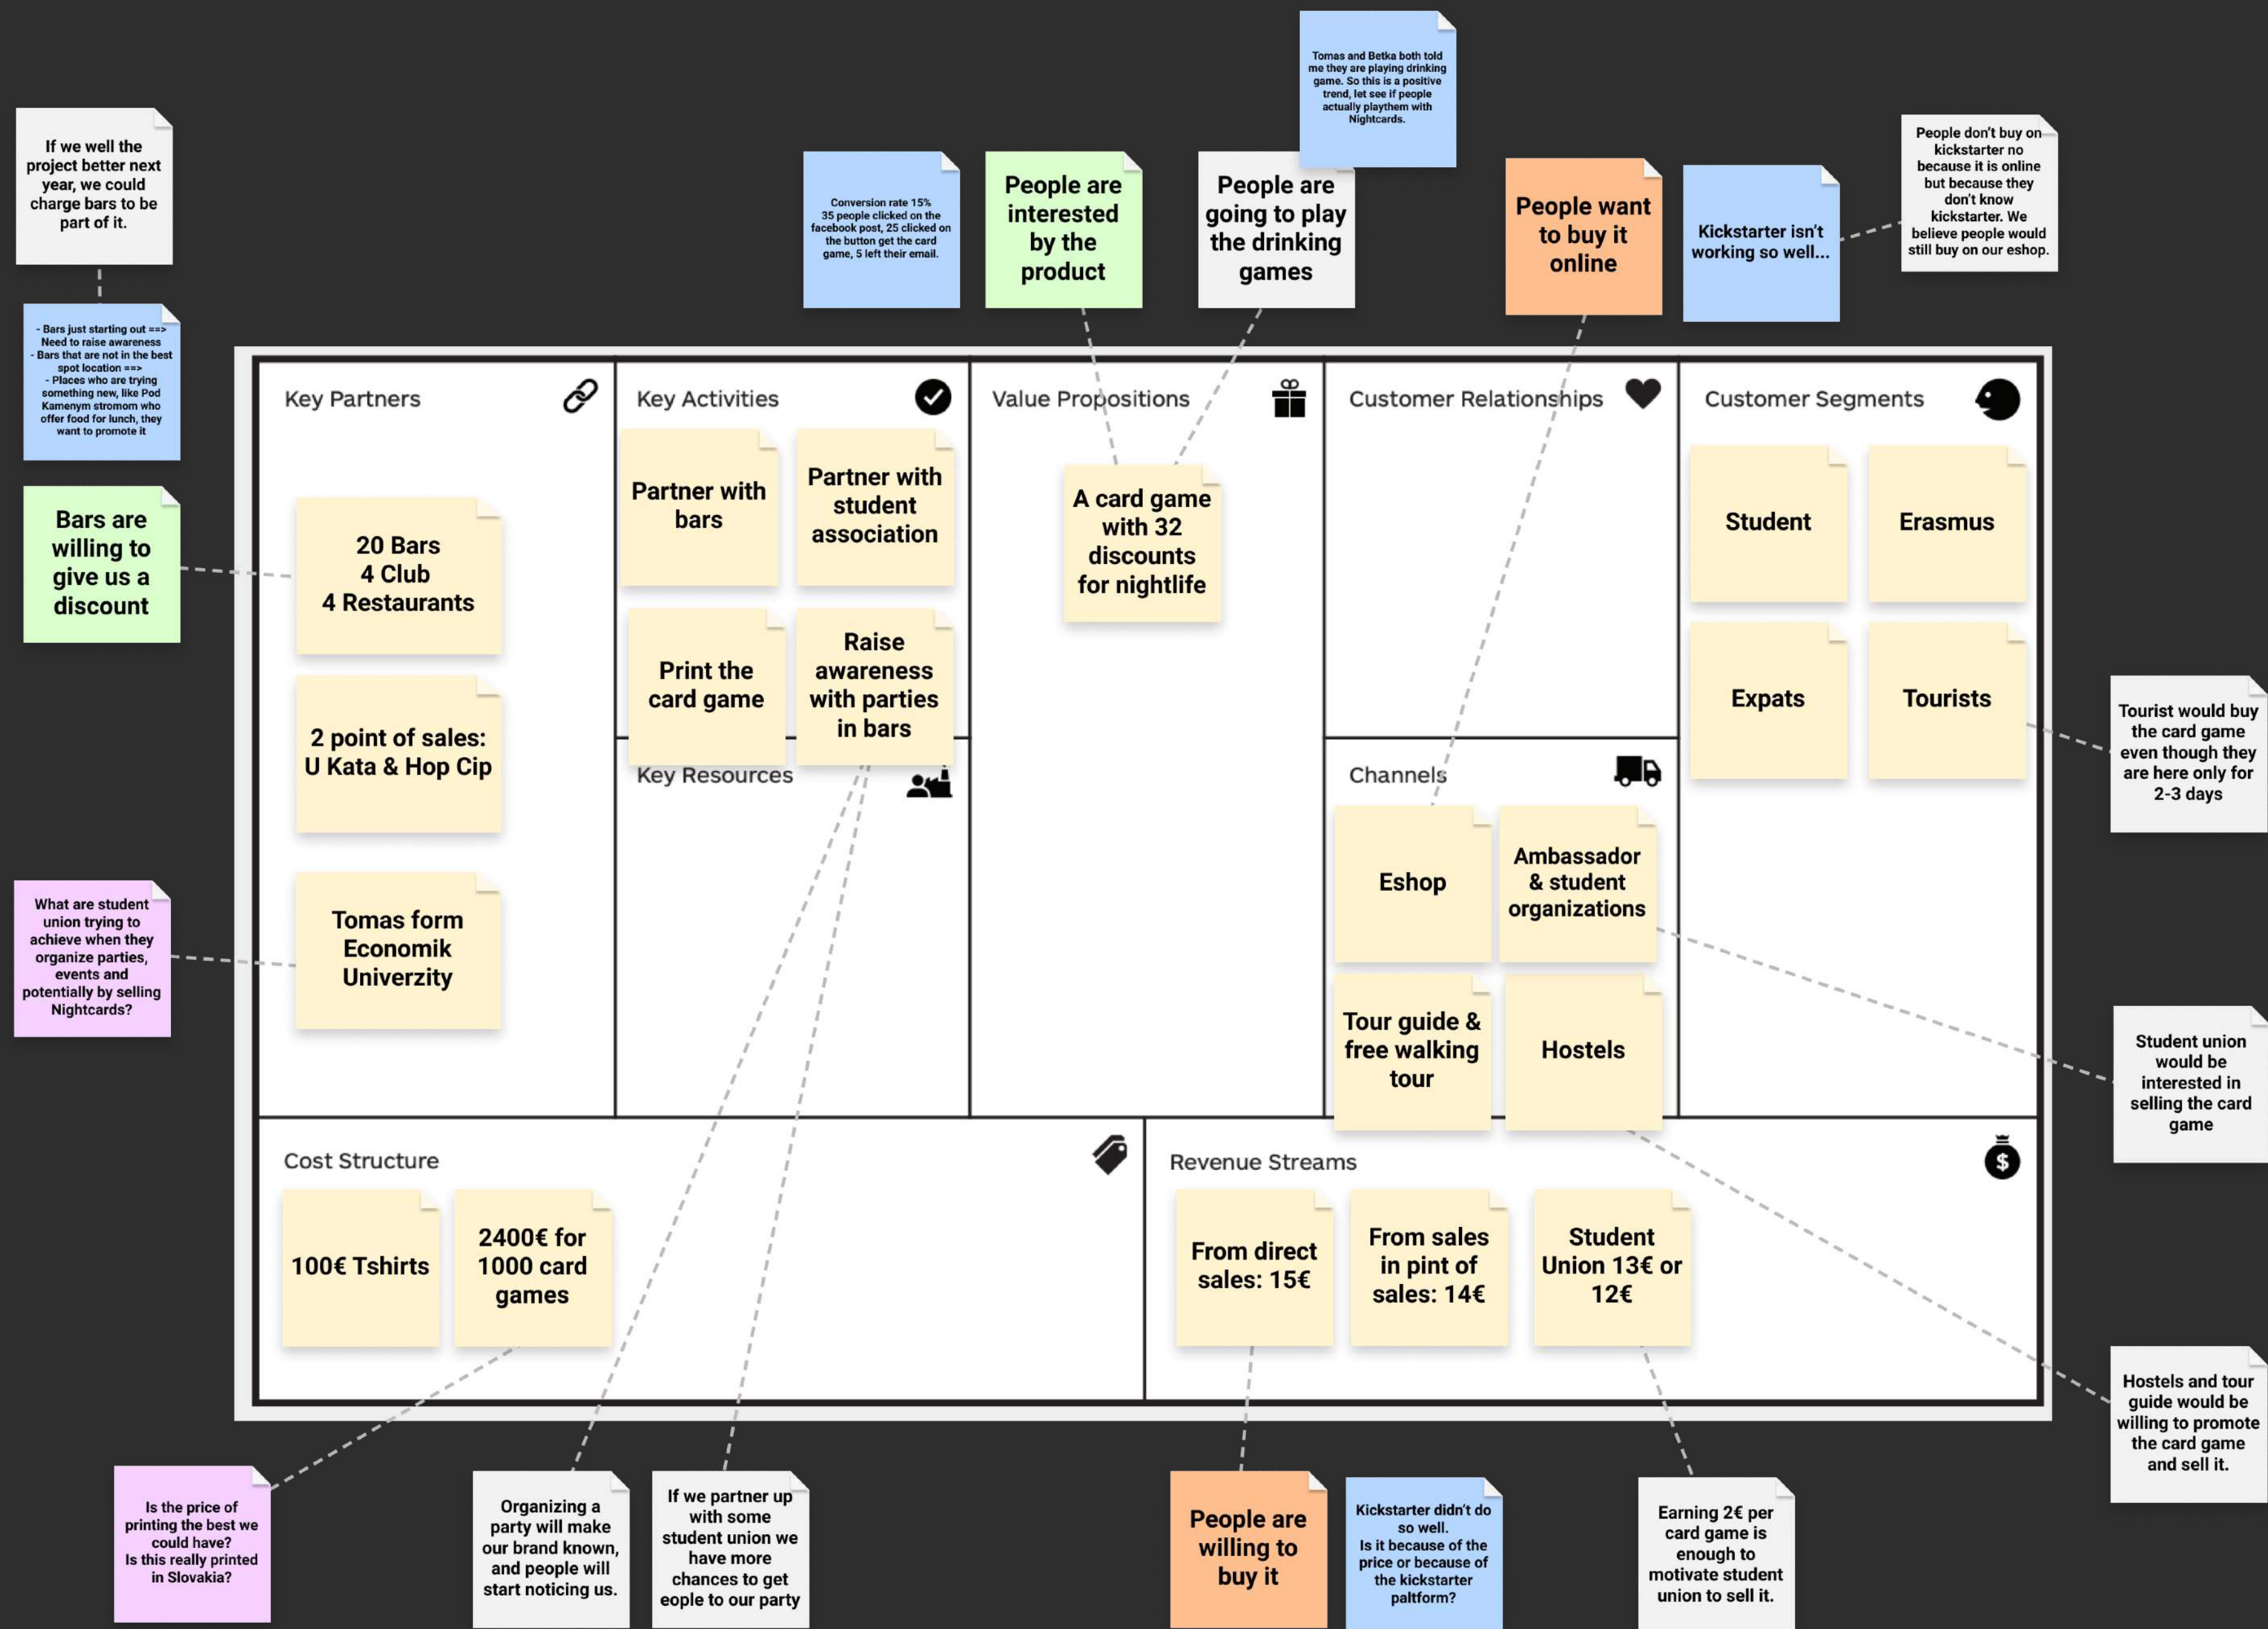 Tomas and Betka both told
me they are playing drinking
game. So this is a positive
trend, let see if people
actually playthem with
Nightcards.
If we well the
project better next
year, we could
charge bars to be
part of it.
Conversion rate 15%
35 people clicked on the
facebook post, 25 clicked on
the button get the card
game, 5 left their email.
People are
interested
by the
product
People are
going to play
the drinking
games
People want
to buy it
online
Kickstarter isn't
working so well...
People don't buy on
kickstarter no
because it is online
but because they
don't know
kickstarter. We
believe people would
still buy on our eshop.
- Bars just starting out ==>
Need to raise awareness
- Bars that are not in the best
spot location ==>
- Places who are trying
something new, like Pod
Kamenym stromom who
offer food for lunch, they
want to promote it
Bars are
willing to
give us a
discount
What are student
union trying to
achieve when they
organize parties,
events and
potentially by selling
Nightcards?
Key Partners
20 Bars
4 Club
4 Restaurants
2 point of sales:
U Kata & Hop Cip
Tomas form
Economik
Univerzity
Key Activities
Partner with
bars
Partner with
student
association
Print the
card game
Raise
awareness
with parties
in bars
Key Resources
Value Propositions
A card game
with 32
discounts
for nightlife
Customer Relationships
Channels
Eshop
Ambassador
& student
organizations
Tour guide &
free walking
tour
Hostels
Customer Segments
Student
Erasmus
Expats
Tourists
Tourist would buy
the card game
even though they
are here only for
2-3 days
Student union
would be
interested in
selling the card
game
Hostels and tour
guide would be
willing to promote
the card game
and sell it.
Cost Structure
100€ Tshirts
2400€ for
1000 card
games
Revenue Streams
$
From direct
sales: 15€
From sales
in pint of
sales: 14€
Student
Union 13€ or
12€
Is the price of
printing the best we
could have?
Is this really printed
in Slovakia?
Organizing a
party will make
our brand known,
and people will
start noticing us.
If we partner up
with some
student union we
have more
chances to get
eople to our party
People are
willing to
buy it
Kickstarter didn't do
so well.
Is it because of the
price or because of
the kickstarter
paltform?
Earning 2€ per
card game is
enough to
motivate student
union to sell it.